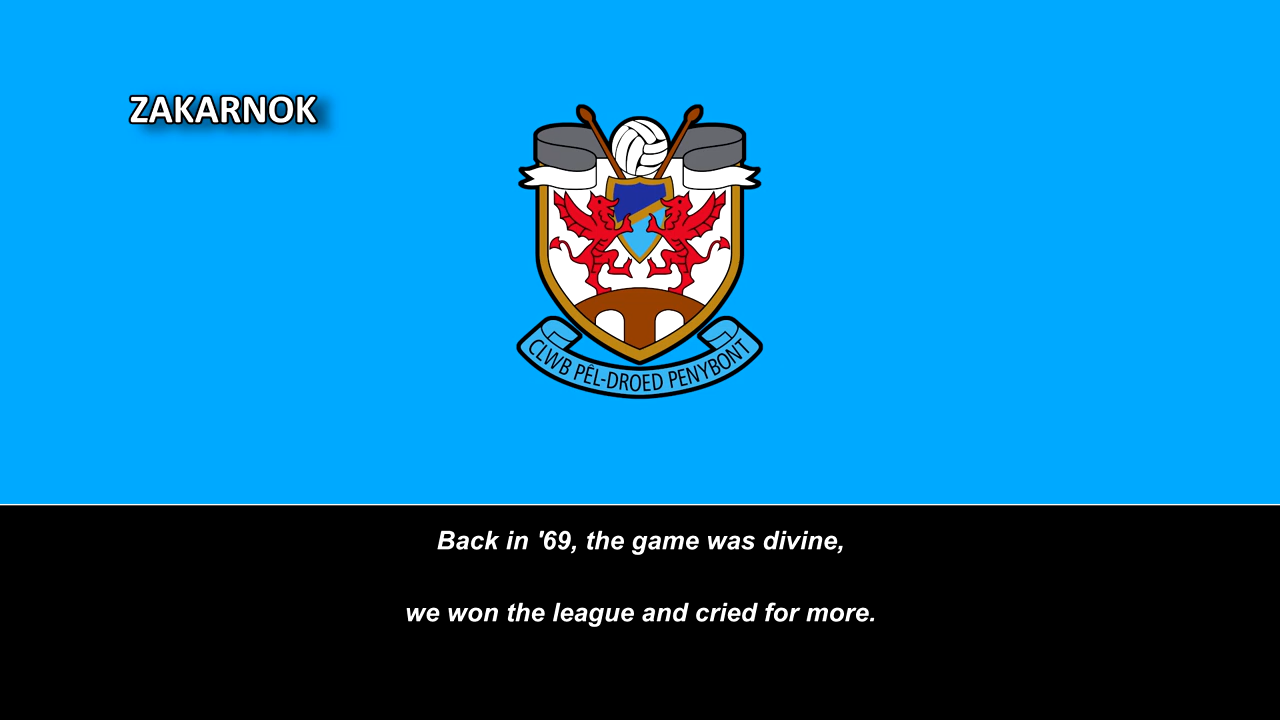 ZAKARNOK
CLWB PÊL-DROED PENYBONT
Back in '69, the game was divine,
we won the league and cried for more.